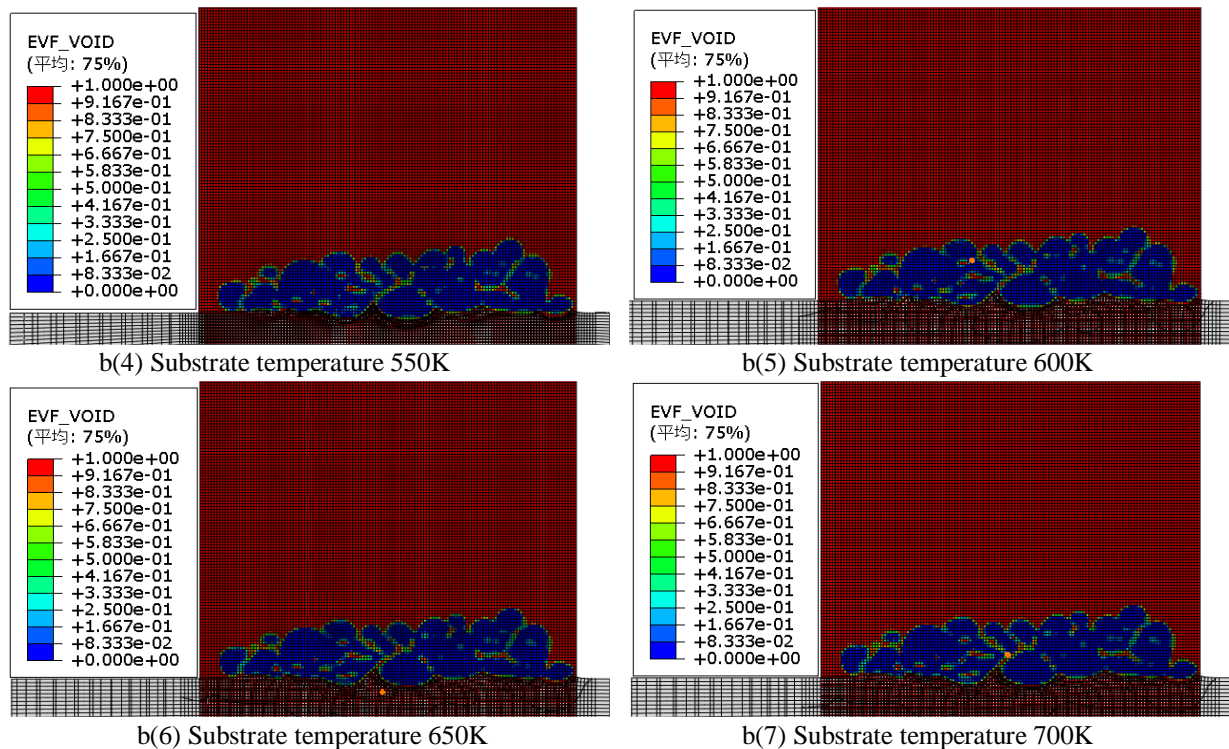 EVF_VOID
(平均: 75%)
+1.000e+00
+9.167e-01
+8.333e-01
+7.500e-01
+6.667e-01
+5.833e-01
+5.000e-01
+4.167e-01
+3.333e-01
+2.500e-01
+1.667e-01
+8.333e-02
+0.000e+00
b(4) Substrate temperature 550K
EVF_VOID
(平均: 75%)
+1.000e+00
+9.167e-01
+8.333e-01
+7.500e-01
+6.667e-01
+5.833e-01
+5.000e-01
+4.167e-01
+3.333e-01
+2.500e-01
+1.667e-01
+8.333e-02
+0.000e+00
b(5) Substrate temperature 600K
EVF_VOID
(平均: 75%)
+1.000e+00
+9.167e-01
+8.333e-01
+7.500e-01
+6.667e-01
+5.833e-01
+5.000e-01
+4.167e-01
+3.333e-01
+2.500e-01
+1.667e-01
+8.333e-02
+0.000e+00
b(6) Substrate temperature 650K
EVF_VOID
(平均: 75%)
+1.000e+00
+9.167e-01
+8.333e-01
+7.500e-01
+6.667e-01
+5.833e-01
+5.000e-01
+4.167e-01
+3.333e-01
+2.500e-01
+1.667e-01
+8.333e-02
+0.000e+00
b(7) Substrate temperature 700K